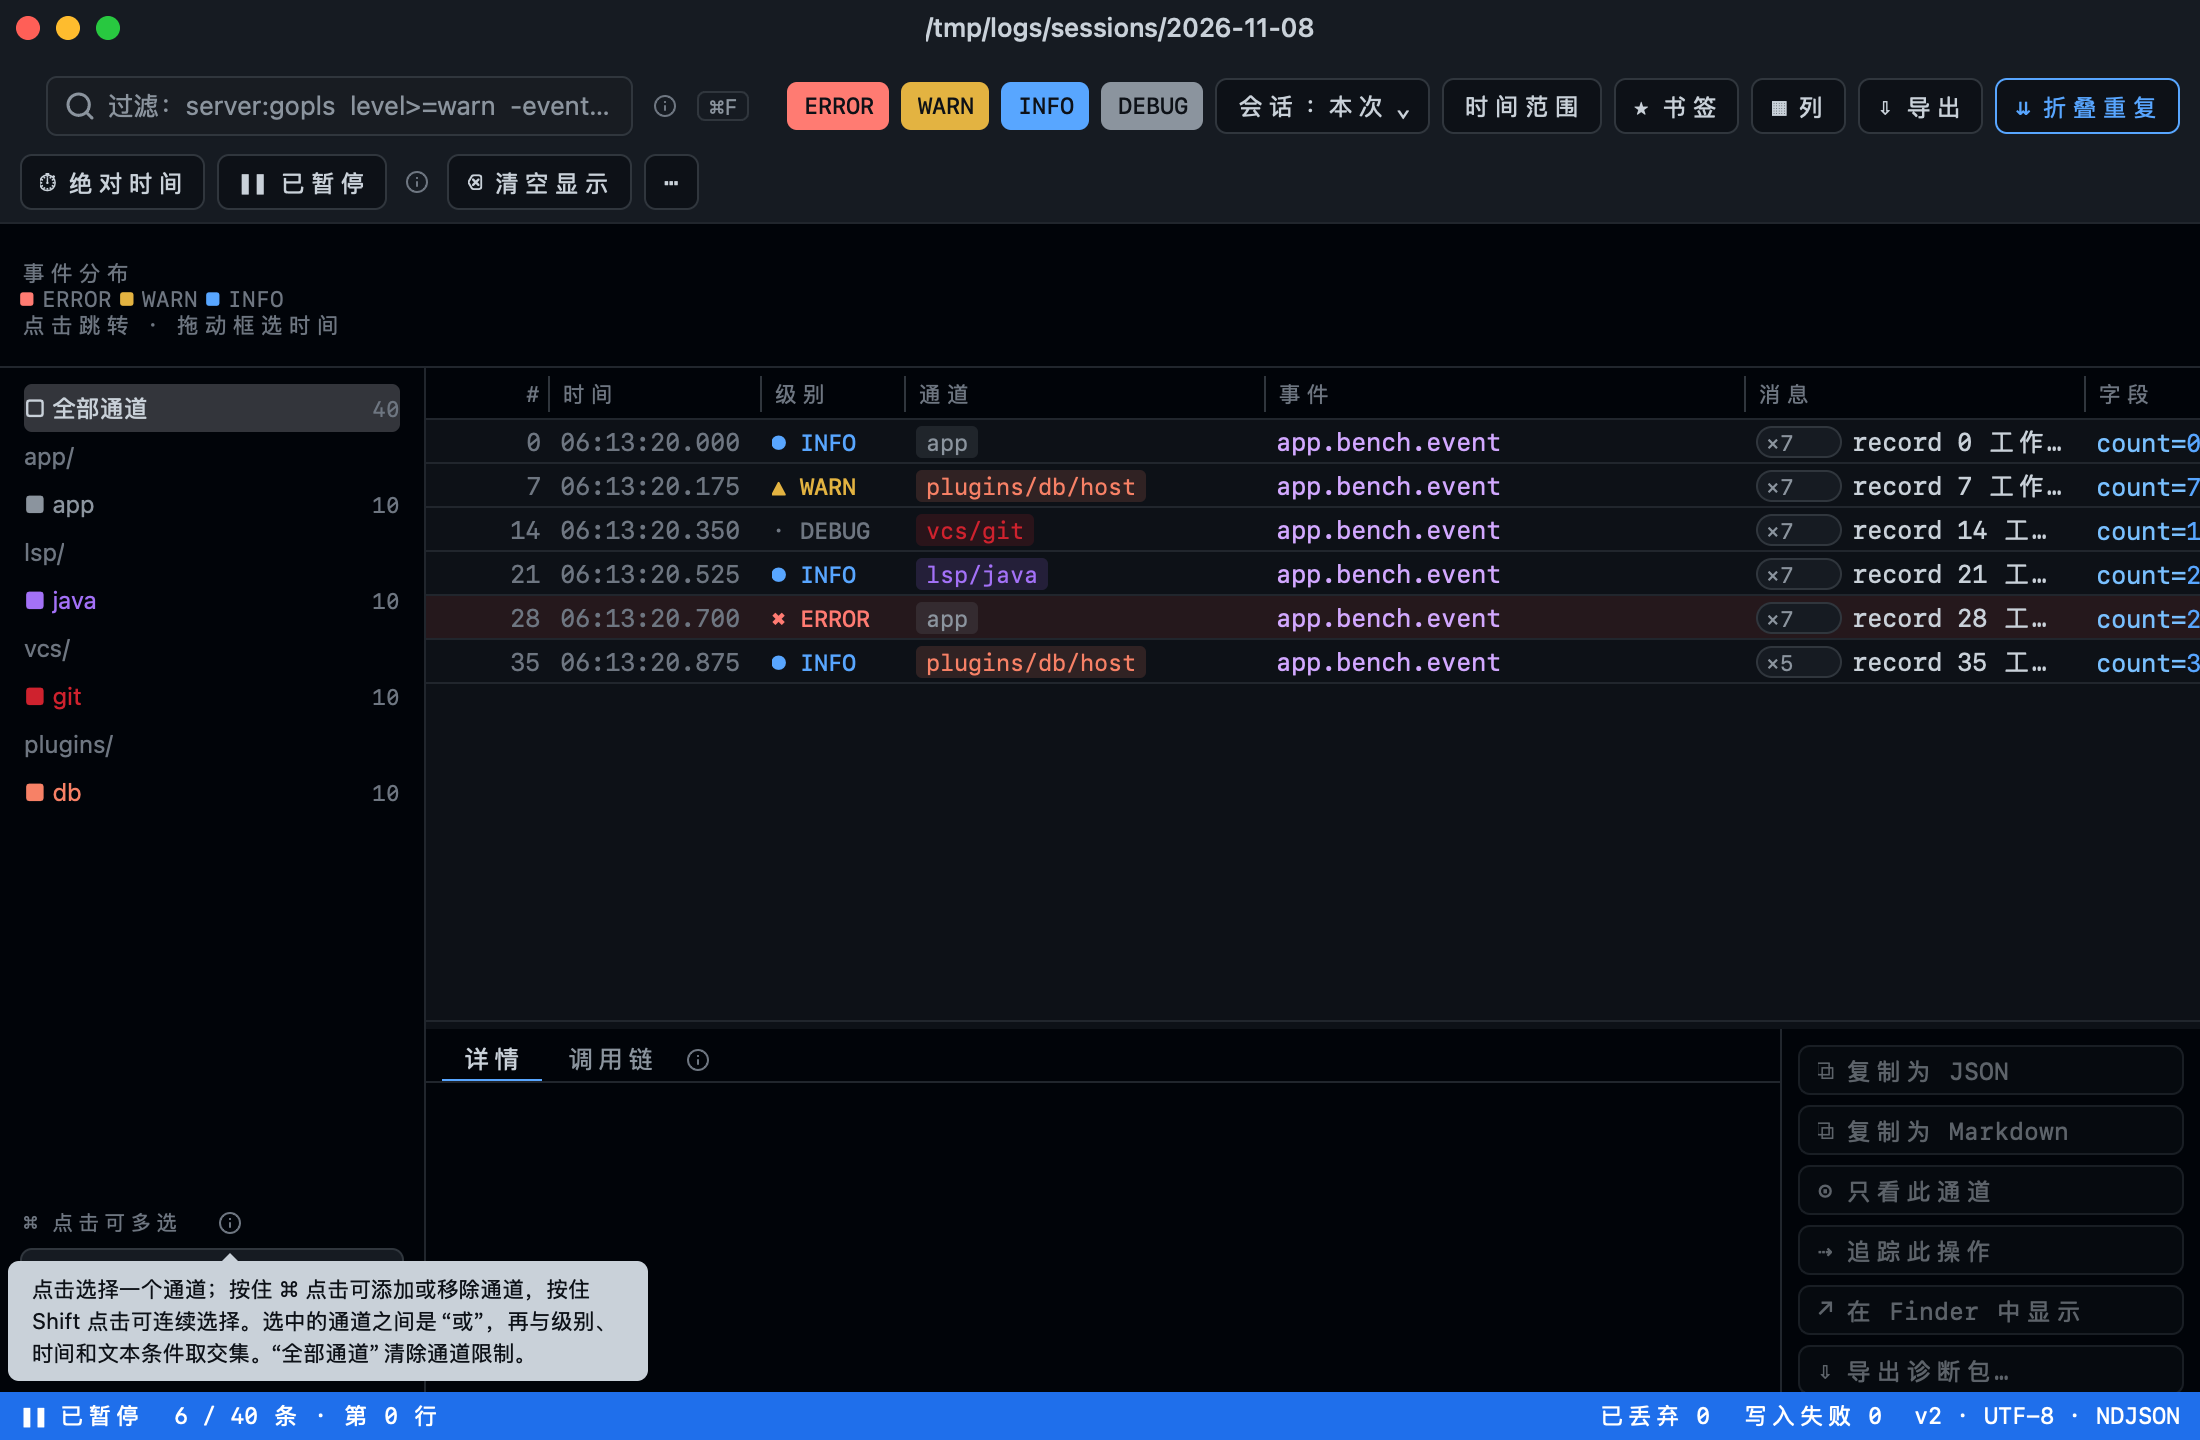 /tmp/logs/sessions/2026-11-08
过滤：server:gopls level>=warn -event... ⌘F ERROR WARN INFO DEBUG 会话：本次 时间范围 ★ 书签 ▦ 列 ⇩ 导出 ⇊ 折叠重复
绝对时间 已暂停 清空显示 ⋯
事件分布
ERROR WARN INFO
点击跳转 · 拖动框选时间
全部通道 40
app/
app 10
lsp/
java 10
vcs/
git 10
plugins/
db 10
⌘ 点击可多选
点击选择一个通道；按住 ⌘ 点击可添加或移除通道，按住
Shift 点击可连续选择。选中的通道之间是“或”，再与级别、
时间和文本条件取交集。“全部通道”清除通道限制。
# 时间 级别 通道 事件 消息 字段
0 06:13:20.000 ● INFO app app.bench.event ×7 record 0 工作… count=0
7 06:13:20.175 ▲ WARN plugins/db/host app.bench.event ×7 record 7 工作… count=7
14 06:13:20.350 · DEBUG vcs/git app.bench.event ×7 record 14 工… count=1
21 06:13:20.525 ● INFO lsp/java app.bench.event ×7 record 21 工… count=2
28 06:13:20.700 ✖ ERROR app app.bench.event ×7 record 28 工… count=2
35 06:13:20.875 ● INFO plugins/db/host app.bench.event ×5 record 35 工… count=3
详情 调用链
复制为 JSON
复制为 Markdown
只看此通道
追踪此操作
在 Finder 中显示
导出诊断包…
已暂停 6 / 40 条 · 第 0 行 已丢弃 0 写入失败 0 v2 · UTF-8 · NDJSON